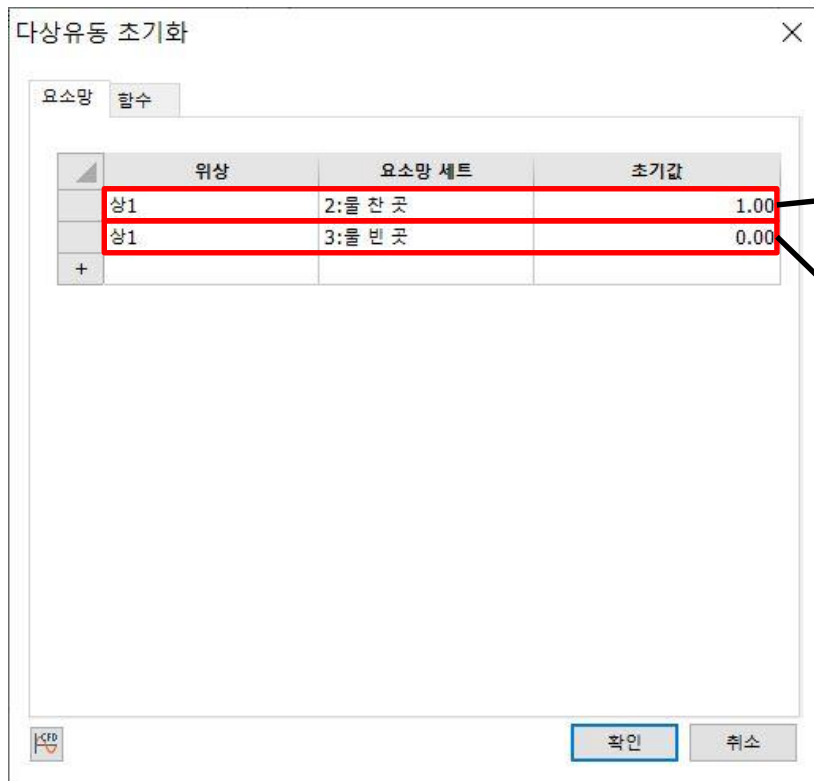 다상유동 초기화
요소망 함수
위상 요소망 세트 초기값
상1 2:물 찬 곳 1.00
상1 3:물 빈 곳 0.00
+
CFD
확인 취소